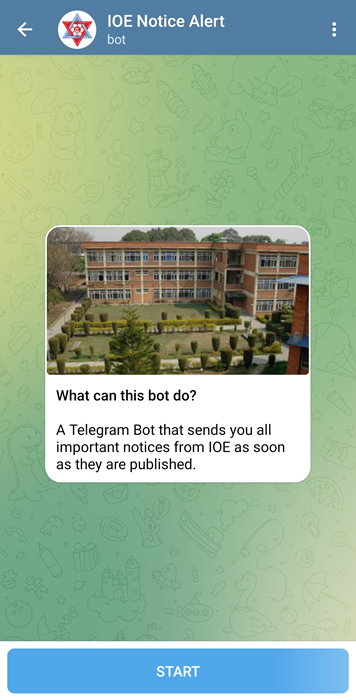 IOE Notice Alert
bot
What can this bot do?
A Telegram Bot that sends you all
important notices from IOE as soon
as they are published.
START